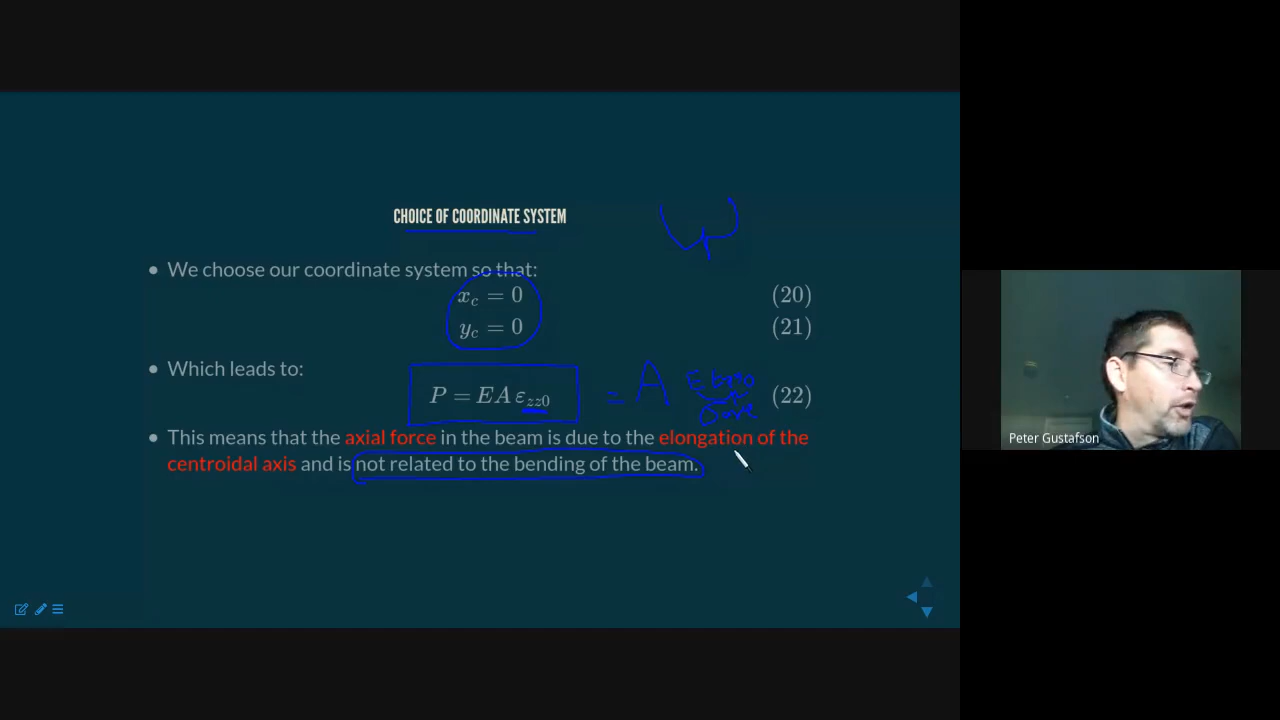 CHOICE OF COORDINATE SYSTEM
• We choose our coordinate system so that:
x_c = 0 (20)
y_c = 0 (21)
• Which leads to:
P = EA ε_zz0 = A (22)
• This means that the axial force in the beam is due to the elongation of the
centroidal axis and is not related to the bending of the beam.
Peter Gustafson